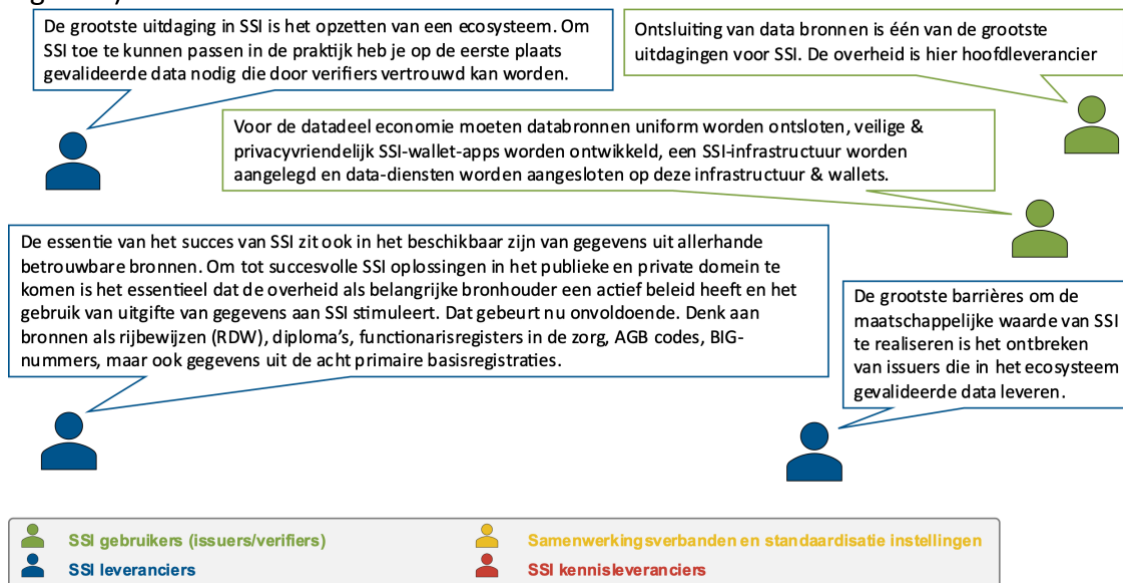 De grootste uitdaging in SSI is het opzetten van een ecosysteem. Om
SSI toe te kunnen passen in de praktijk heb je op de eerste plaats
gevalideerde data nodig die door verifiers vertrouwd kan worden.
Ontsluiting van data bronnen is één van de grootste
uitdagingen voor SSI. De overheid is hier hoofdleverancier
Voor de datadeel economie moeten databronnen uniform worden ontsloten, veilige &
privacyvriendelijk SSI-wallet-apps worden ontwikkeld, een SSI-infrastructuur worden
aangelegd en data-diensten worden aangesloten op deze infrastructuur & wallets.
De essentie van het succes van SSI zit ook in het beschikbaar zijn van gegevens uit allerhande
betrouwbare bronnen. Om tot succesvolle SSI oplossingen in het publieke en private domein te
komen is het essentieel dat de overheid als belangrijke bronhouder een actief beleid heeft en het
gebruik van uitgifte van gegevens aan SSI stimuleert. Dat gebeurt nu onvoldoende. Denk aan
bronnen als rijbewijzen (RDW), diploma's, functionarisregisters in de zorg, AGB codes, BIG-
nummers, maar ook gegevens uit de acht primaire basisregistraties.
De grootste barrières om de
maatschappelijke waarde van SSI
te realiseren is het ontbreken
van issuers die in het ecosysteem
gevalideerde data leveren.
SSI gebruikers (issuers/verifiers)
Samenwerkingsverbanden en standaardisatie instellingen
SSI leveranciers
SSI kennisleveranciers